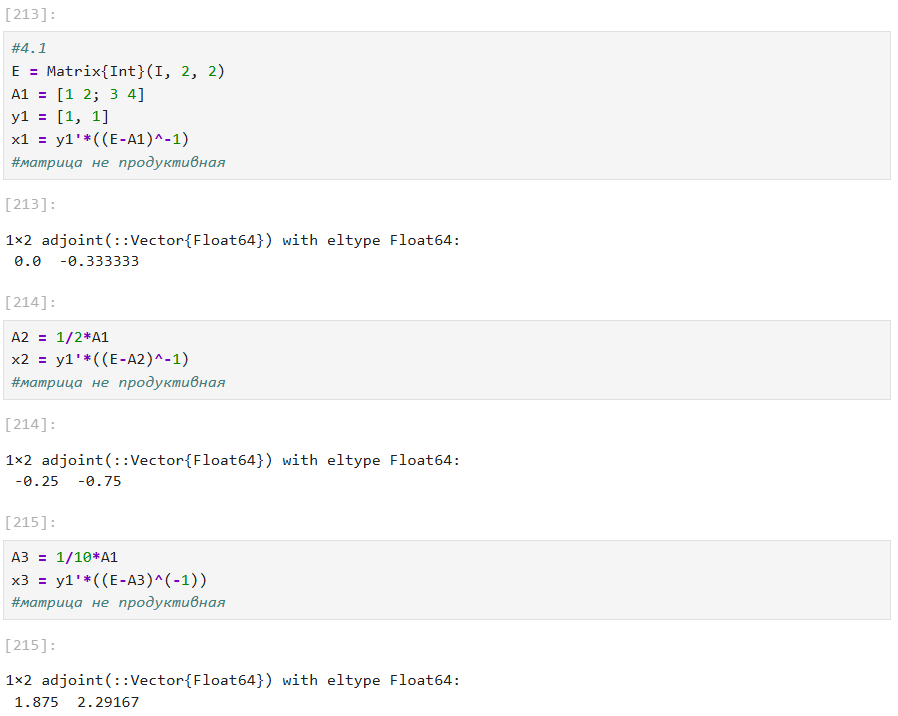 [213]:
#4.1
E = Matrix{Int}(I, 2, 2)
A1 = [1 2; 3 4]
y1 = [1, 1]
x1 = y1'*((E-A1)^-1)
#матрица не продуктивная
[213]:
1×2 adjoint(::Vector{Float64}) with eltype Float64:
0.0 -0.333333
[214]:
A2 = 1/2*A1
x2 = y1'*((E-A2)^-1)
#матрица не продуктивная
[214]:
1×2 adjoint(::Vector{Float64}) with eltype Float64:
-0.25 -0.75
[215]:
A3 = 1/10*A1
x3 = y1'*((E-A3)^(-1))
#матрица не продуктивная
[215]:
1×2 adjoint(::Vector{Float64}) with eltype Float64:
1.875 2.29167